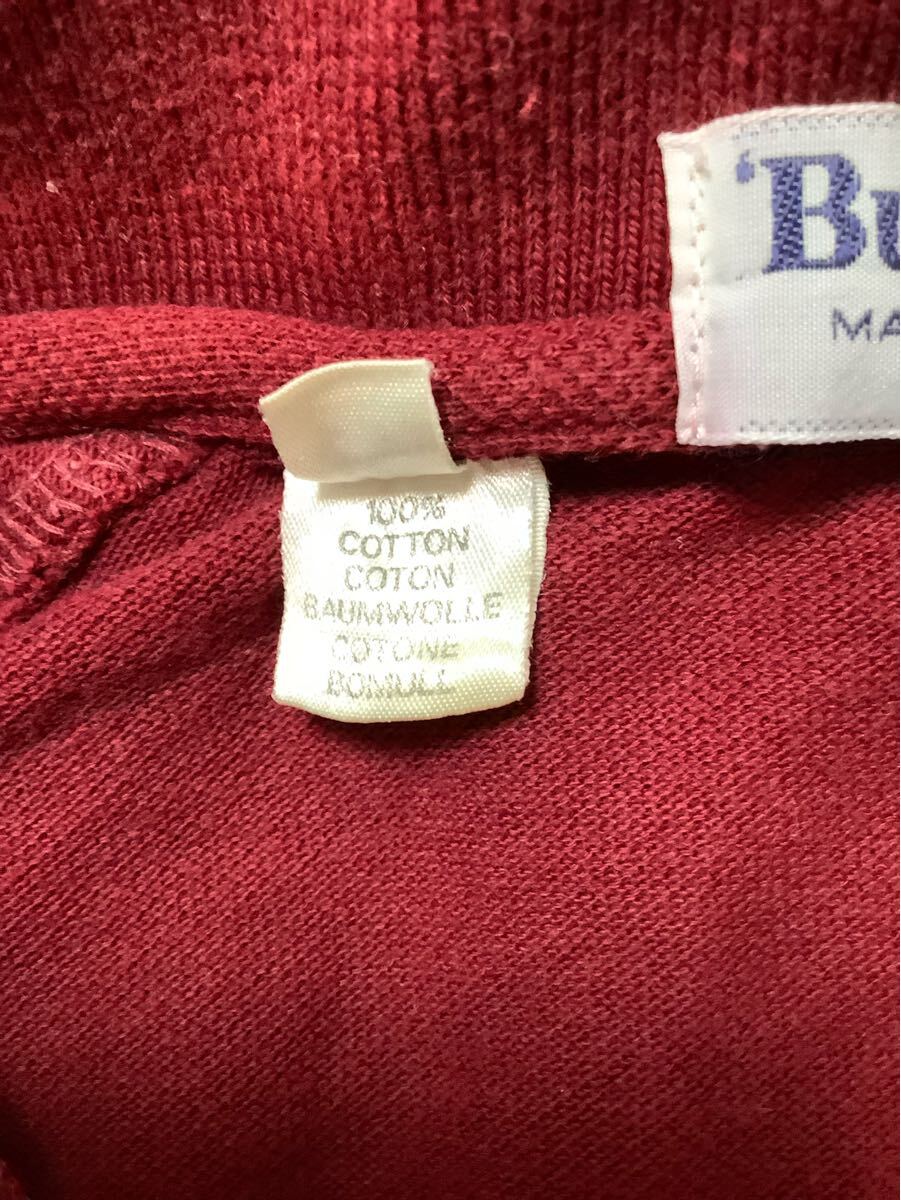 'Bu
MA
100%
COTTON
COTON
BAUMWOLLE
COTONE
BOMULL